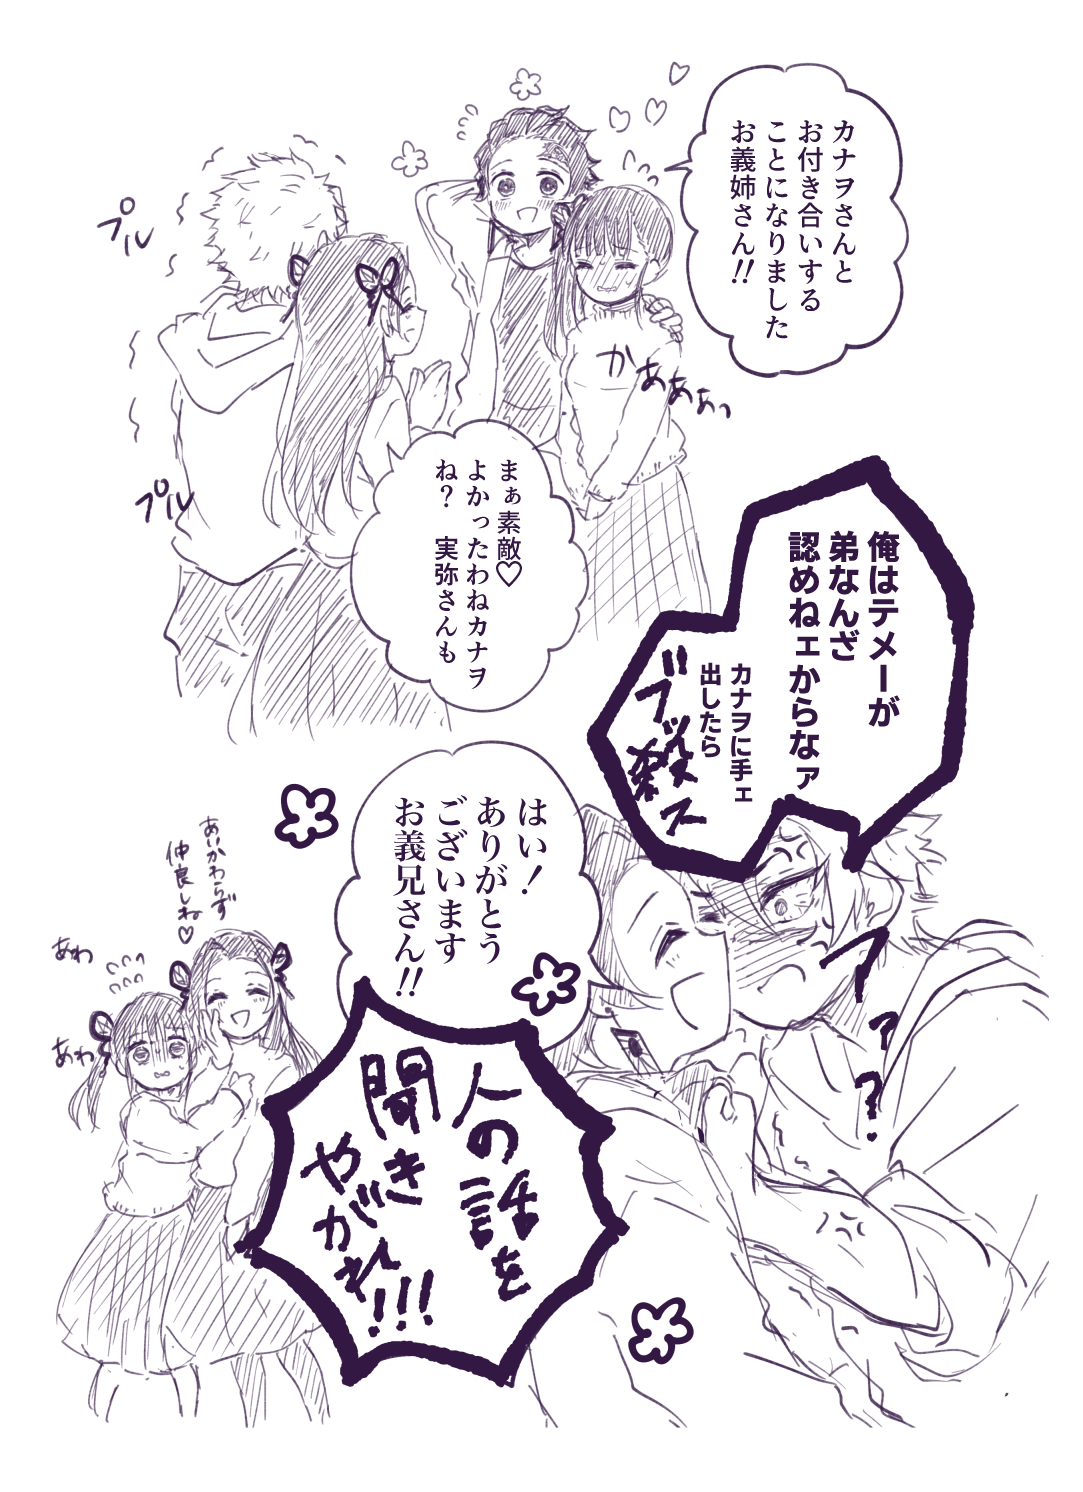 カナヲさんと
お付き合いする
ことになりました
お義姉さん!!
プル
かあああっ
プル
まぁ素敵♡
よかったわねカナヲ
ね？　実弥さんも
俺はテメーが
弟なんざ
認めねェからなァ
カナヲに手ェ
出したら
ブッ殺ス
はい！
ありがとう
ございます
お義兄さん!!
ア？
？
人の話を
聞き
やがれ!!!
あいかわらず
仲良しね♡
あわ
あわ